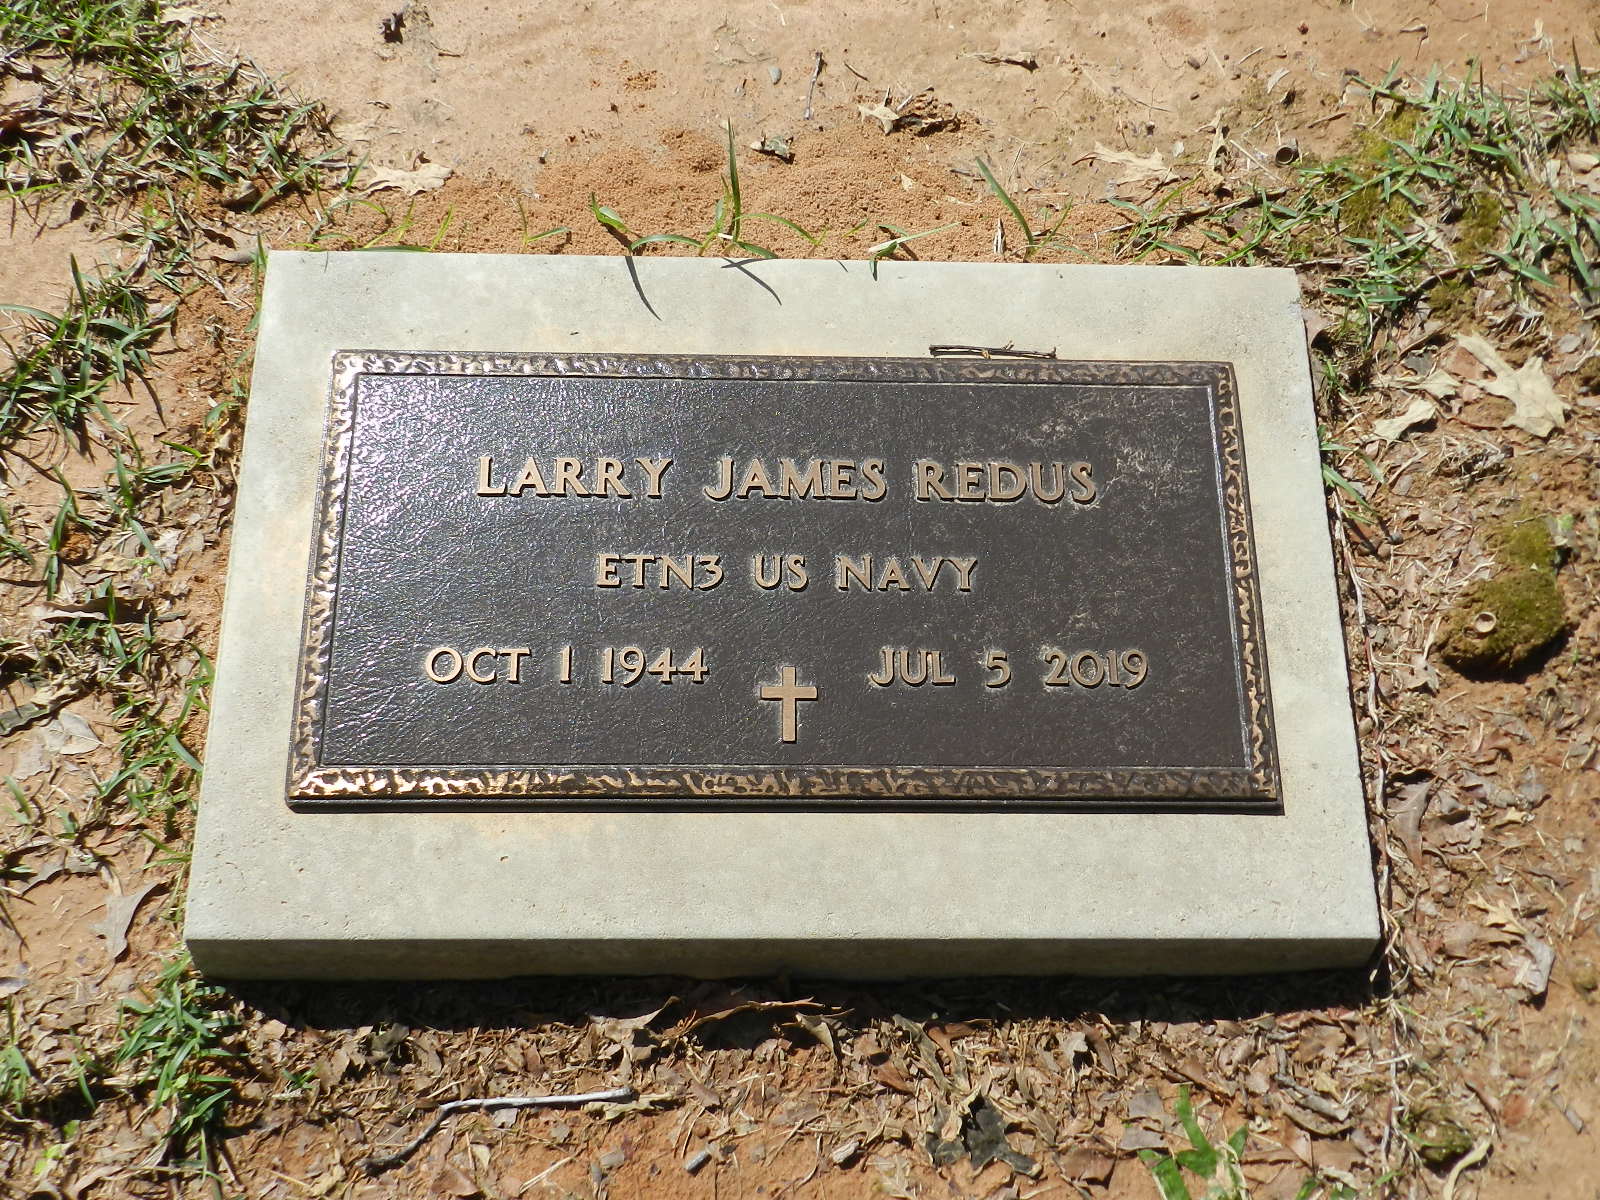 LARRY JAMES REDUS
ETN3 US NAVY
OCT 1 1944 JUL 5 2019